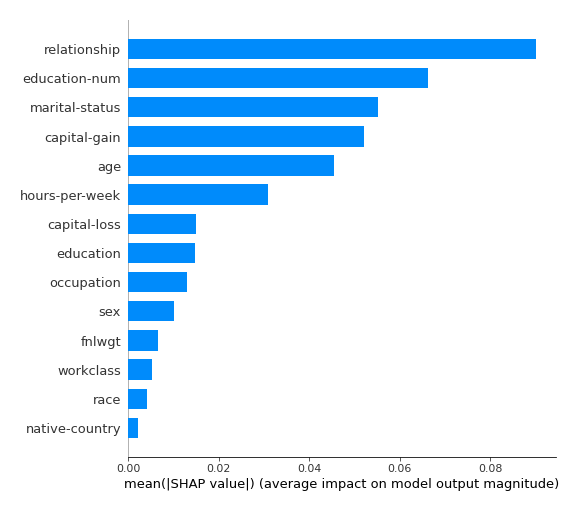 relationship
education-num
marital-status
capital-gain
age
hours-per-week
capital-loss
education
occupation
sex
fnlwgt
workclass
race
native-country
0.00 0.02 0.04 0.06 0.08
mean(|SHAP value|) (average impact on model output magnitude)